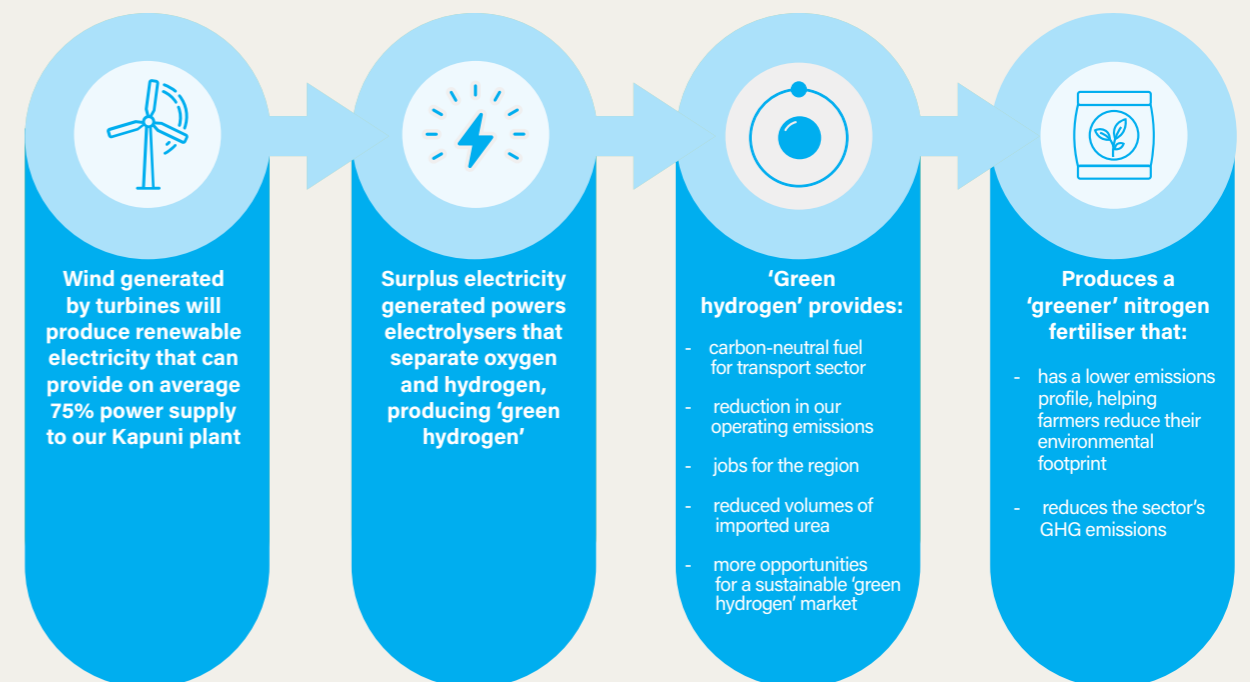 Wind generated
by turbines will
produce renewable
electricity that can
provide on average
75% power supply
to our Kapuni plant
Surplus electricity
generated powers
electrolysers that
separate oxygen
and hydrogen,
producing ‘green
hydrogen’
‘Green
hydrogen’ provides:
- carbon-neutral fuel
for transport sector
- reduction in our
operating emissions
- jobs for the region
- reduced volumes of
imported urea
- more opportunities
for a sustainable ‘green
hydrogen’ market
Produces a
‘greener’ nitrogen
fertiliser that:
- has a lower emissions
profile, helping
farmers reduce their
environmental
footprint
- reduces the sector’s
GHG emissions